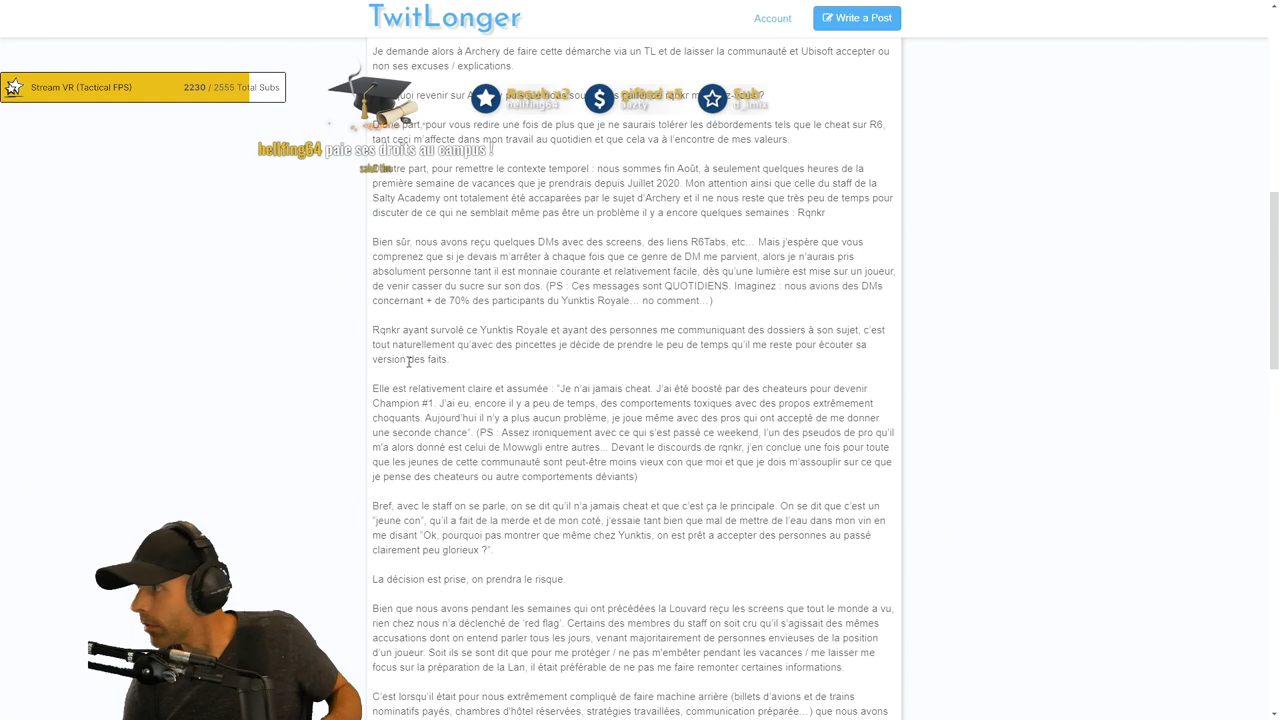 TwitLonger
Account
Write a Post
Je demande alors à Archery de faire cette démarche via un TL et de laisser la communauté et Ubisoft accepter ou
non ses excuses / explications.
Stream VR (Tactical FPS) 2230 / 2555 Total Subs
hellfing64
a3zty
Sub
d_imix
D'une part, pour vous redire une fois de plus que je ne saurais tolérer les débordements tels que le cheat sur R6,
tant ceci m'affecte dans mon travail au quotidien et que cela va à l'encontre de mes valeurs.
hellfing64 paie ses droits au campus !
salut
autre part, pour remettre le contexte temporel : nous sommes fin Août, à seulement quelques heures de la
première semaine de vacances que je prendrais depuis Juillet 2020. Mon attention ainsi que celle du staff de la
Salty Academy ont totalement été accaparées par le sujet d'Archery et il ne nous reste que très peu de temps pour
discuter de ce qui ne semblait même pas être un problème il y a encore quelques semaines : Rqnkr
Bien sûr, nous avons reçu quelques DMs avec des screens, des liens R6Tabs, etc... Mais j'espère que vous
comprenez que si je devais m'arrêter à chaque fois que ce genre de DM me parvient, alors je n'aurais pris
absolument personne tant il est monnaie courante et relativement facile, dès qu'une lumière est mise sur un joueur,
de venir casser du sucre sur son dos. (PS : Ces messages sont QUOTIDIENS. Imaginez : nous avions des DMs
concernant + de 70% des participants du Yunktis Royale... no comment...)
Rqnkr ayant survolé ce Yunktis Royale et ayant des personnes me communiquant des dossiers à son sujet, c'est
tout naturellement qu'avec des pincettes je décide de prendre le peu de temps qu'il me reste pour écouter sa
version des faits.
Elle est relativement claire et assumée : "Je n'ai jamais cheat. J'ai été boosté par des cheateurs pour devenir
Champion #1. J'ai eu, encore il y a peu de temps, des comportements toxiques avec des propos extrêmement
choquants. Aujourd'hui il n'y a plus aucun problème, je joue même avec des pros qui ont accepté de me donner
une seconde chance". (PS : Assez ironiquement avec ce qui s'est passé ce weekend, l'un des pseudos de pro qu'il
m'a alors donné est celui de Mowwgli entre autres... Devant le discourds de rqnkr, j'en conclue une fois pour toute
que les jeunes de cette communauté sont peut-être moins vieux con que moi et que je dois m'assouplir sur ce que
je pense des cheateurs ou autre comportements déviants)
Bref, avec le staff on se parle, on se dit qu'il n'a jamais cheat et que c'est ça le principale. On se dit que c'est un
"jeune con", qu'il a fait de la merde et de mon coté, j'essaie tant bien que mal de mettre de l'eau dans mon vin en
me disant "Ok, pourquoi pas montrer que même chez Yunktis, on est prêt a accepter des personnes au passé
clairement peu glorieux ?".
La décision est prise, on prendra le risque.
Bien que nous avons pendant les semaines qui ont précédées la Louvard reçu les screens que tout le monde a vu,
rien chez nous n'a déclenché de 'red flag'. Certains des membres du staff on soit cru qu'il s'agissait des mêmes
accusations dont on entend parler tous les jours, venant majoritairement de personnes envieuses de la position
d'un joueur. Soit ils se sont dit que pour me protéger / ne pas m'embêter pendant les vacances / me laisser me
focus sur la préparation de la Lan, il était préférable de ne pas me faire remonter certaines informations.
C'est lorsqu'il était pour nous extrêmement compliqué de faire machine arrière (billets d'avions et de trains
nominatifs payés, chambres d'hôtel réservées, stratégies travaillées, communication préparée...) que nous avons